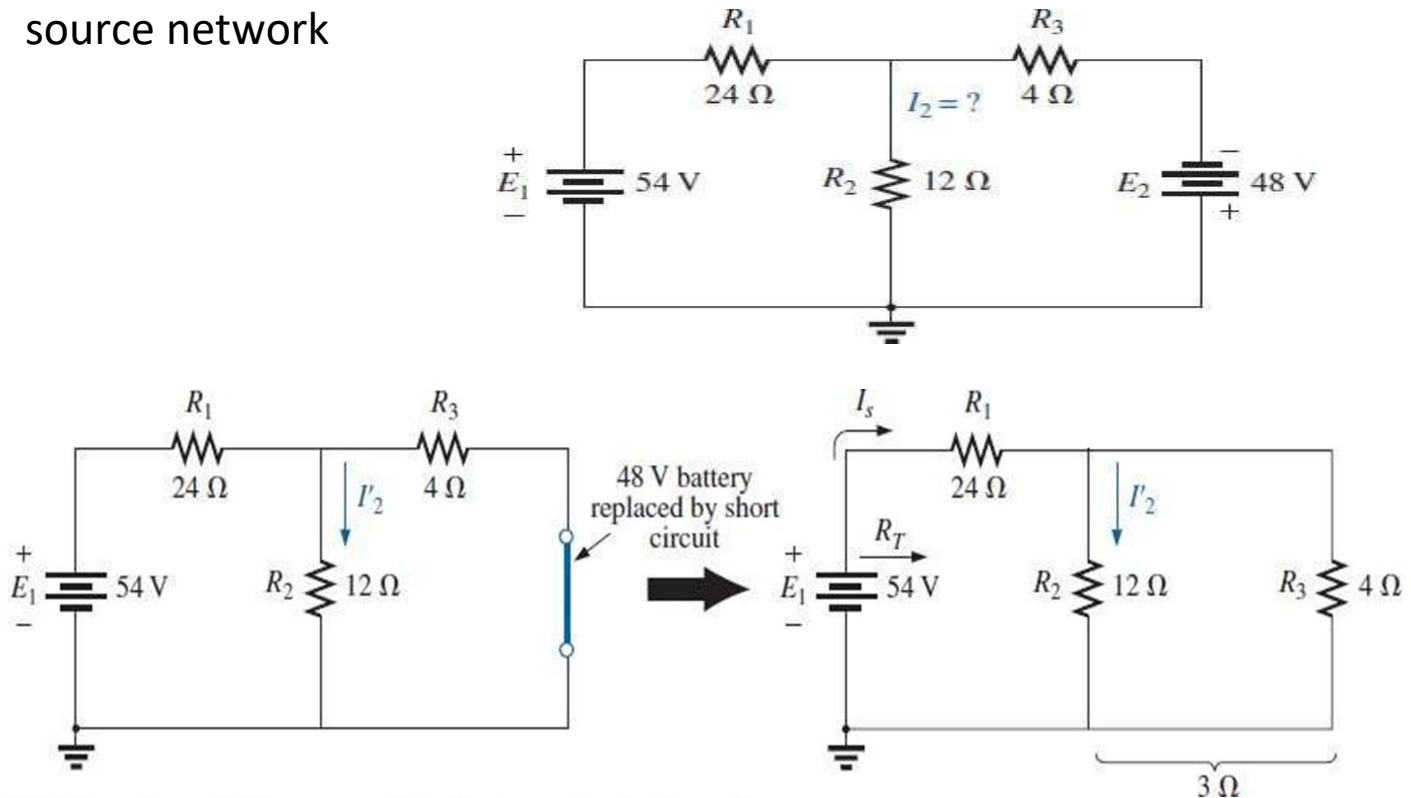 source network
R1 R3
24 Ω I2 = ? 4 Ω
+ −
E1 54 V R2 12 Ω E2 48 V
− +
R1 R3
24 Ω I'2 4 Ω
48 V battery
replaced by short
circuit
+
E1 54 V R2 12 Ω
−
Is R1
24 Ω I'2
RT
+
E1 54 V R2 12 Ω R3 4 Ω
−
3 Ω